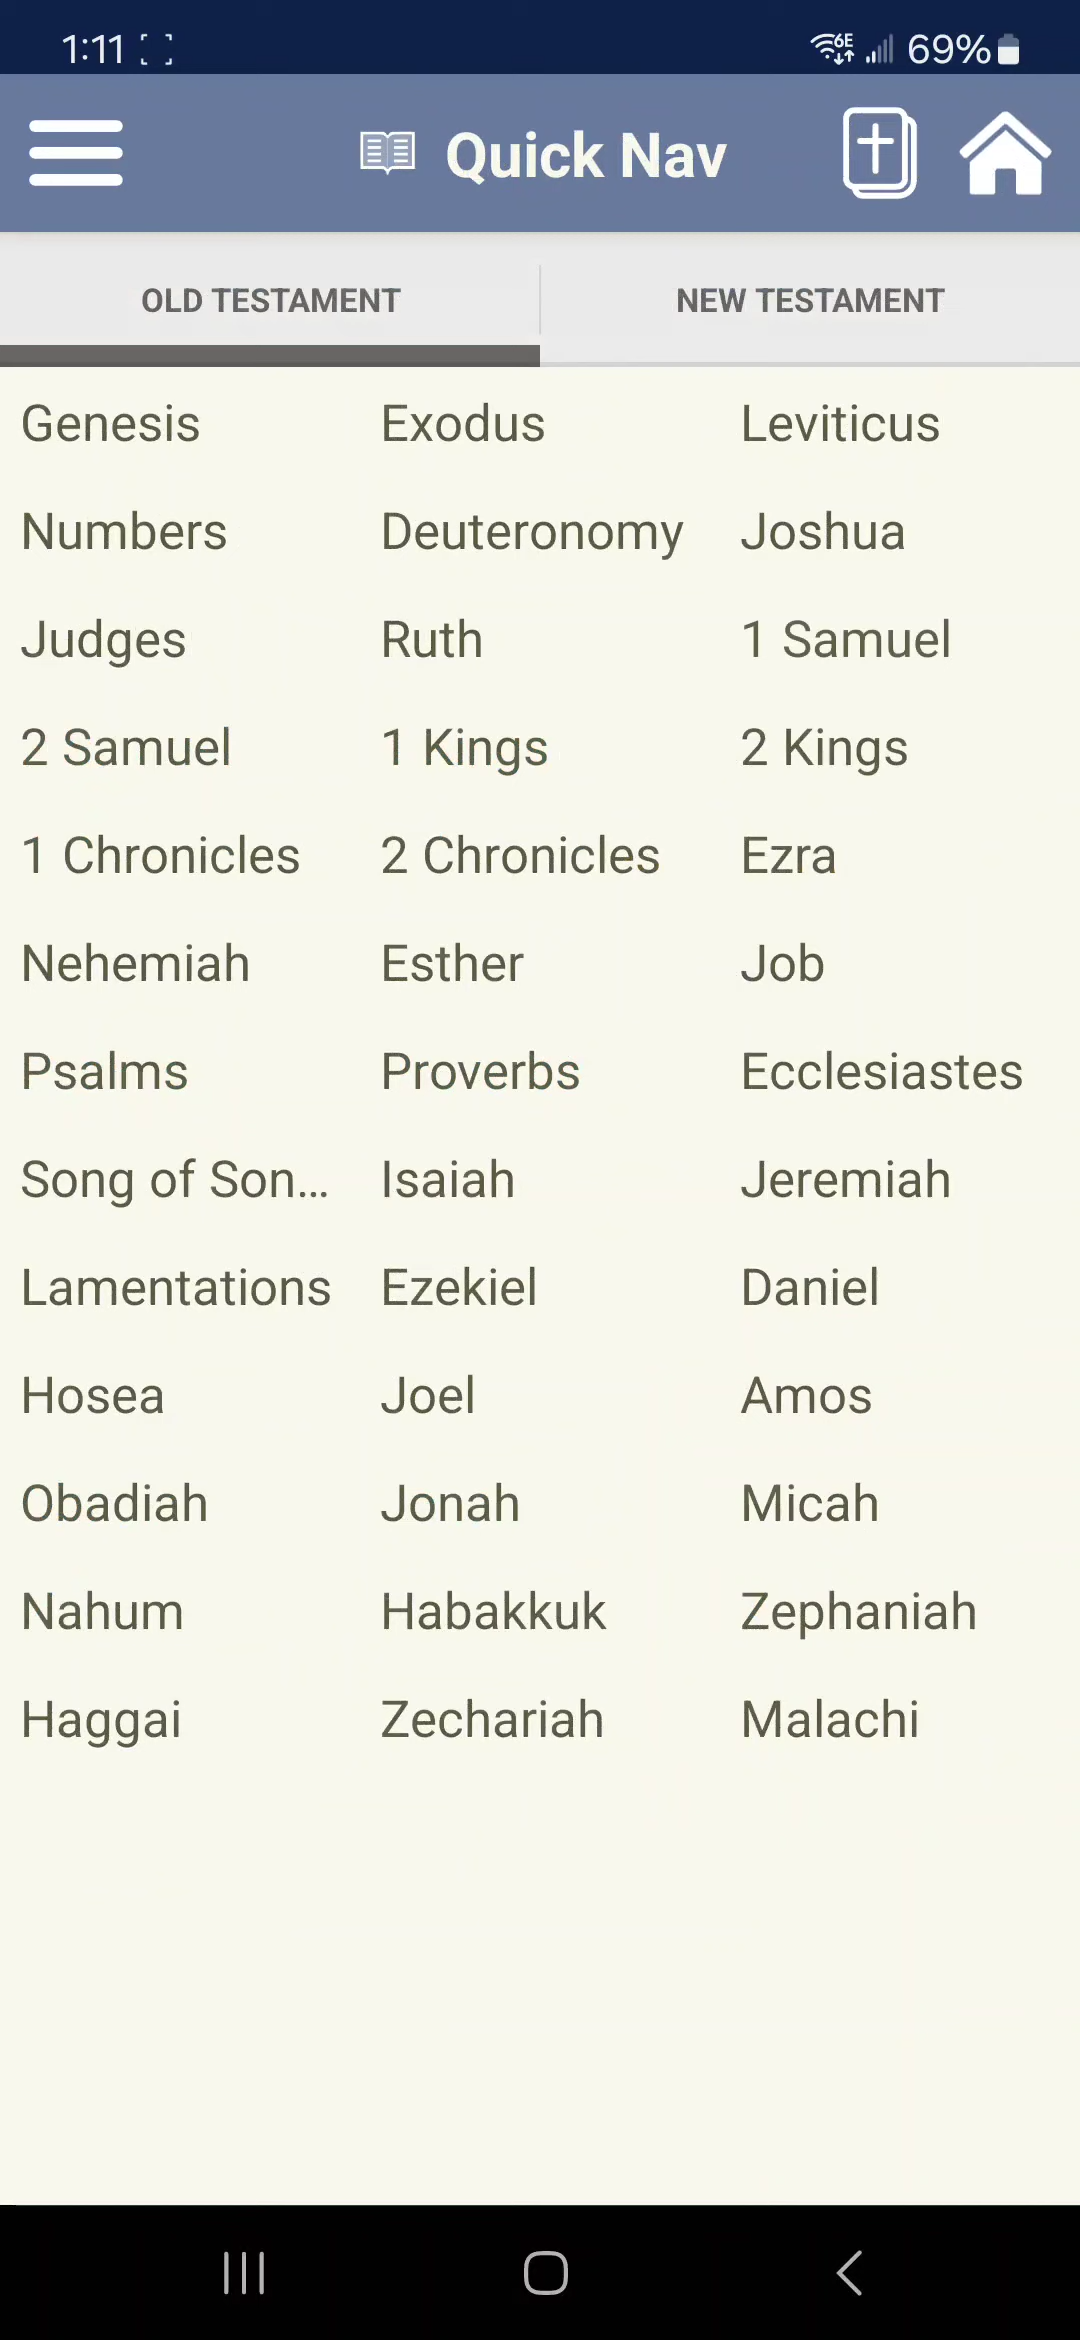 1:11 6E 69%
Quick Nav
OLD TESTAMENT NEW TESTAMENT
Genesis Exodus Leviticus
Numbers Deuteronomy Joshua
Judges Ruth 1 Samuel
2 Samuel 1 Kings 2 Kings
1 Chronicles 2 Chronicles Ezra
Nehemiah Esther Job
Psalms Proverbs Ecclesiastes
Song of Son... Isaiah Jeremiah
Lamentations Ezekiel Daniel
Hosea Joel Amos
Obadiah Jonah Micah
Nahum Habakkuk Zephaniah
Haggai Zechariah Malachi